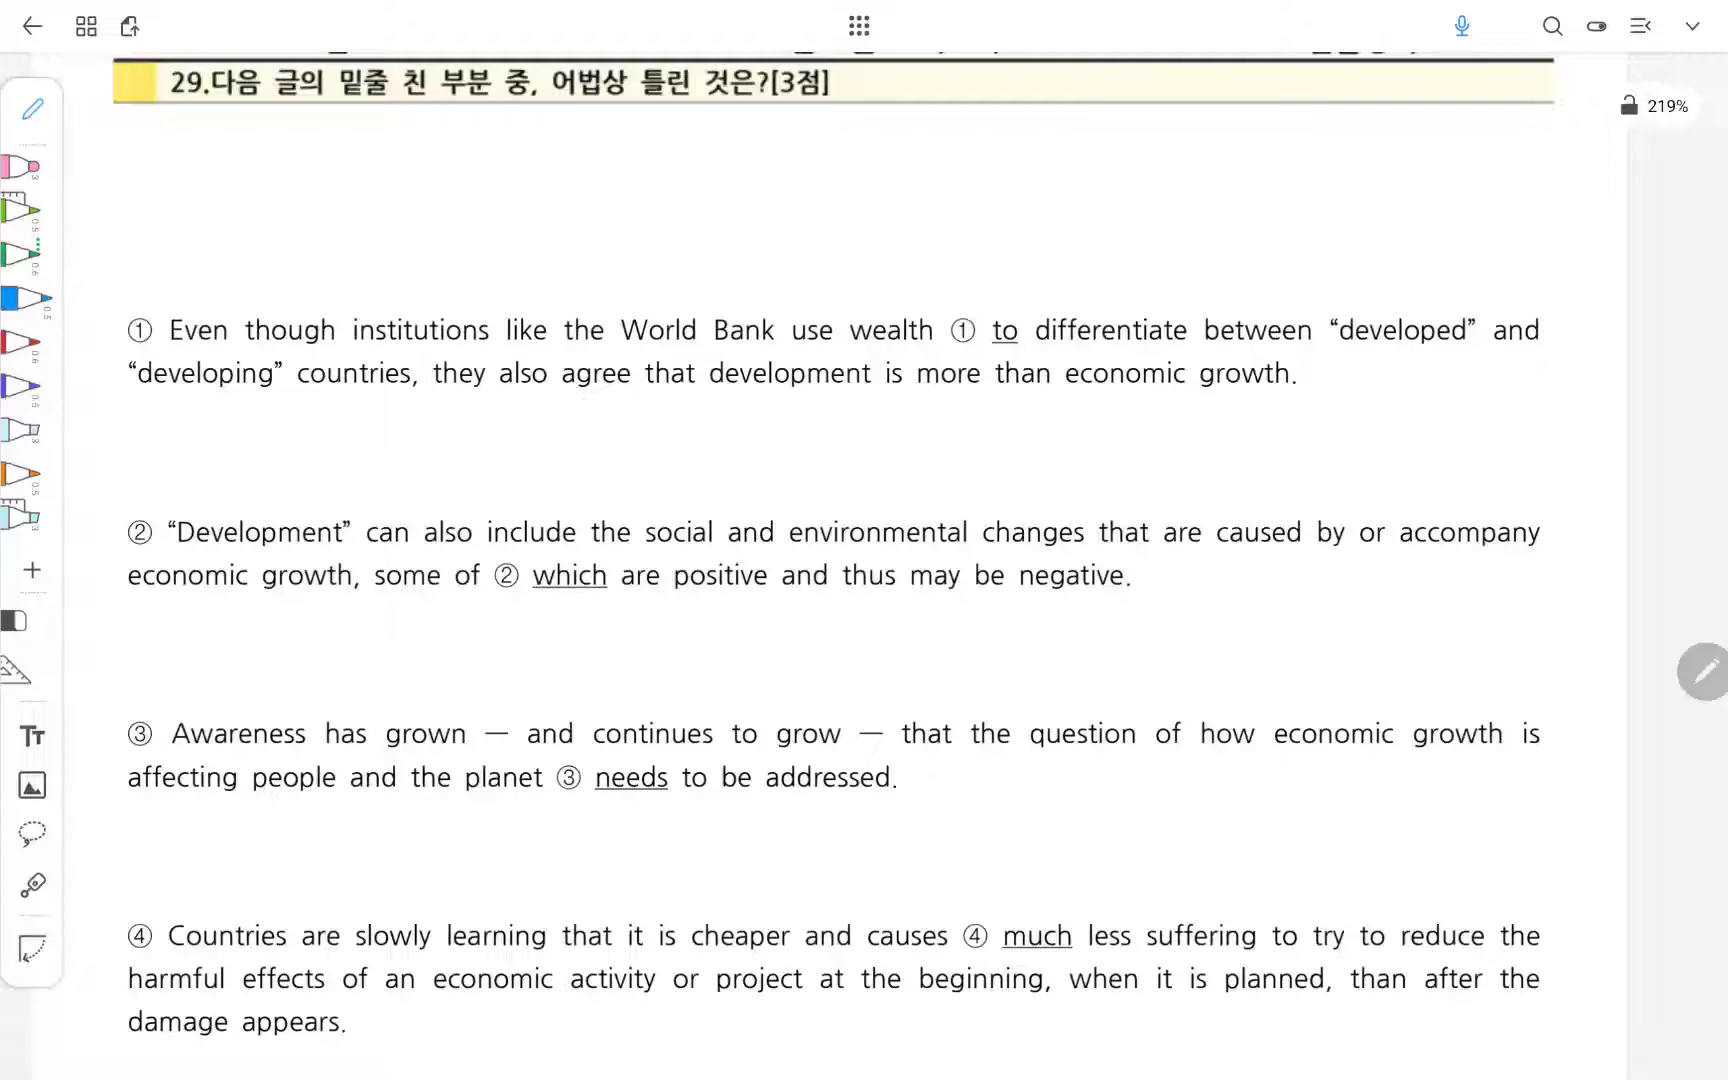 219%
29.다음 글의 밑줄 친 부분 중, 어법상 틀린 것은?[3점]
① Even though institutions like the World Bank use wealth ① to differentiate between “developed” and
“developing” countries, they also agree that development is more than economic growth.
② “Development” can also include the social and environmental changes that are caused by or accompany
economic growth, some of ② which are positive and thus may be negative.
③ Awareness has grown — and continues to grow — that the question of how economic growth is
affecting people and the planet ③ needs to be addressed.
④ Countries are slowly learning that it is cheaper and causes ④ much less suffering to try to reduce the
harmful effects of an economic activity or project at the beginning, when it is planned, than after the
damage appears.